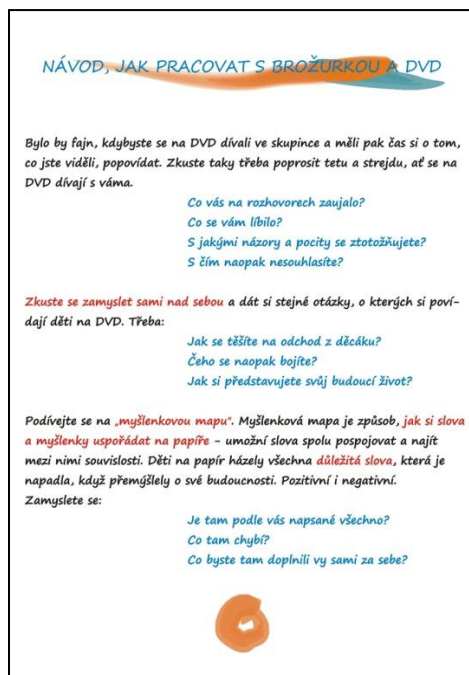 NÁVOD, JAK PRACOVAT S BROŽURKOU A DVD
Bylo by fajn, kdybyste se na DVD dívali ve skupince a měli pak čas si o tom,
co jste viděli, popovídat. Zkuste taky třeba poprosit tetu a strejdu, ať se na
DVD dívají s váma.
Co vás na rozhovorech zaujalo?
Co se vám líbilo?
S jakými názory a pocity se ztotožňujete?
S čím naopak nesouhlasíte?
Zkuste se zamyslet sami nad sebou a dát si stejné otázky, o kterých si poví-
dají děti na DVD. Třeba:
Jak se těšíte na odchod z děcáku?
Čeho se naopak bojíte?
Jak si představujete svůj budoucí život?
Podívejte se na „myšlenkovou mapu". Myšlenková mapa je způsob, jak si slova
a myšlenky uspořádat na papíře – umožní slova spolu pospojovat a najít
mezi nimi souvislosti. Děti na papír házely všechna důležitá slova, která je
napadla, když přemýšlely o své budoucnosti. Pozitivní i negativní.
Zamyslete se:
Je tam podle vás napsané všechno?
Co tam chybí?
Co byste tam doplnili vy sami za sebe?